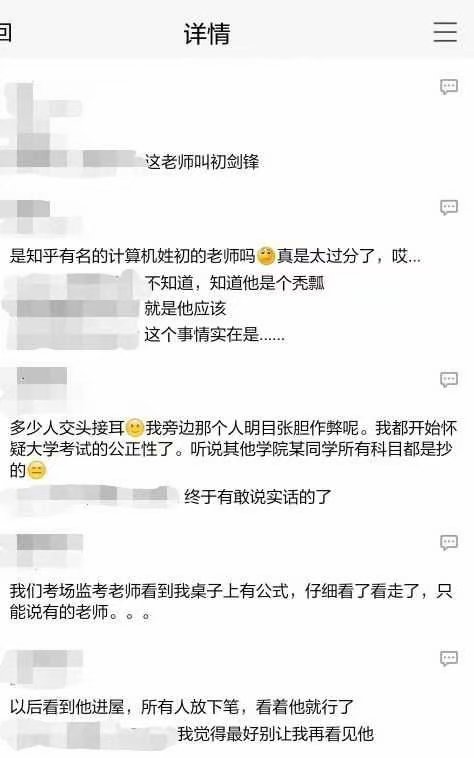 回
详情
这老师叫初剑锋
是知乎有名的计算机姓初的老师吗真是太过分了，哎...
不知道，知道他是个秃瓢
就是他应该
这个事情实在是......
多少人交头接耳我旁边那个人明目张胆作弊呢。我都开始怀
疑大学考试的公正性了。听说其他学院某同学所有科目都是抄
的
终于有敢说实话的了
我们考场监考老师看到我桌子上有公式，仔细看了看走了，只
能说有的老师。。。
以后看到他进屋，所有人放下笔，看着他就行了
我觉得最好别让我再看见他